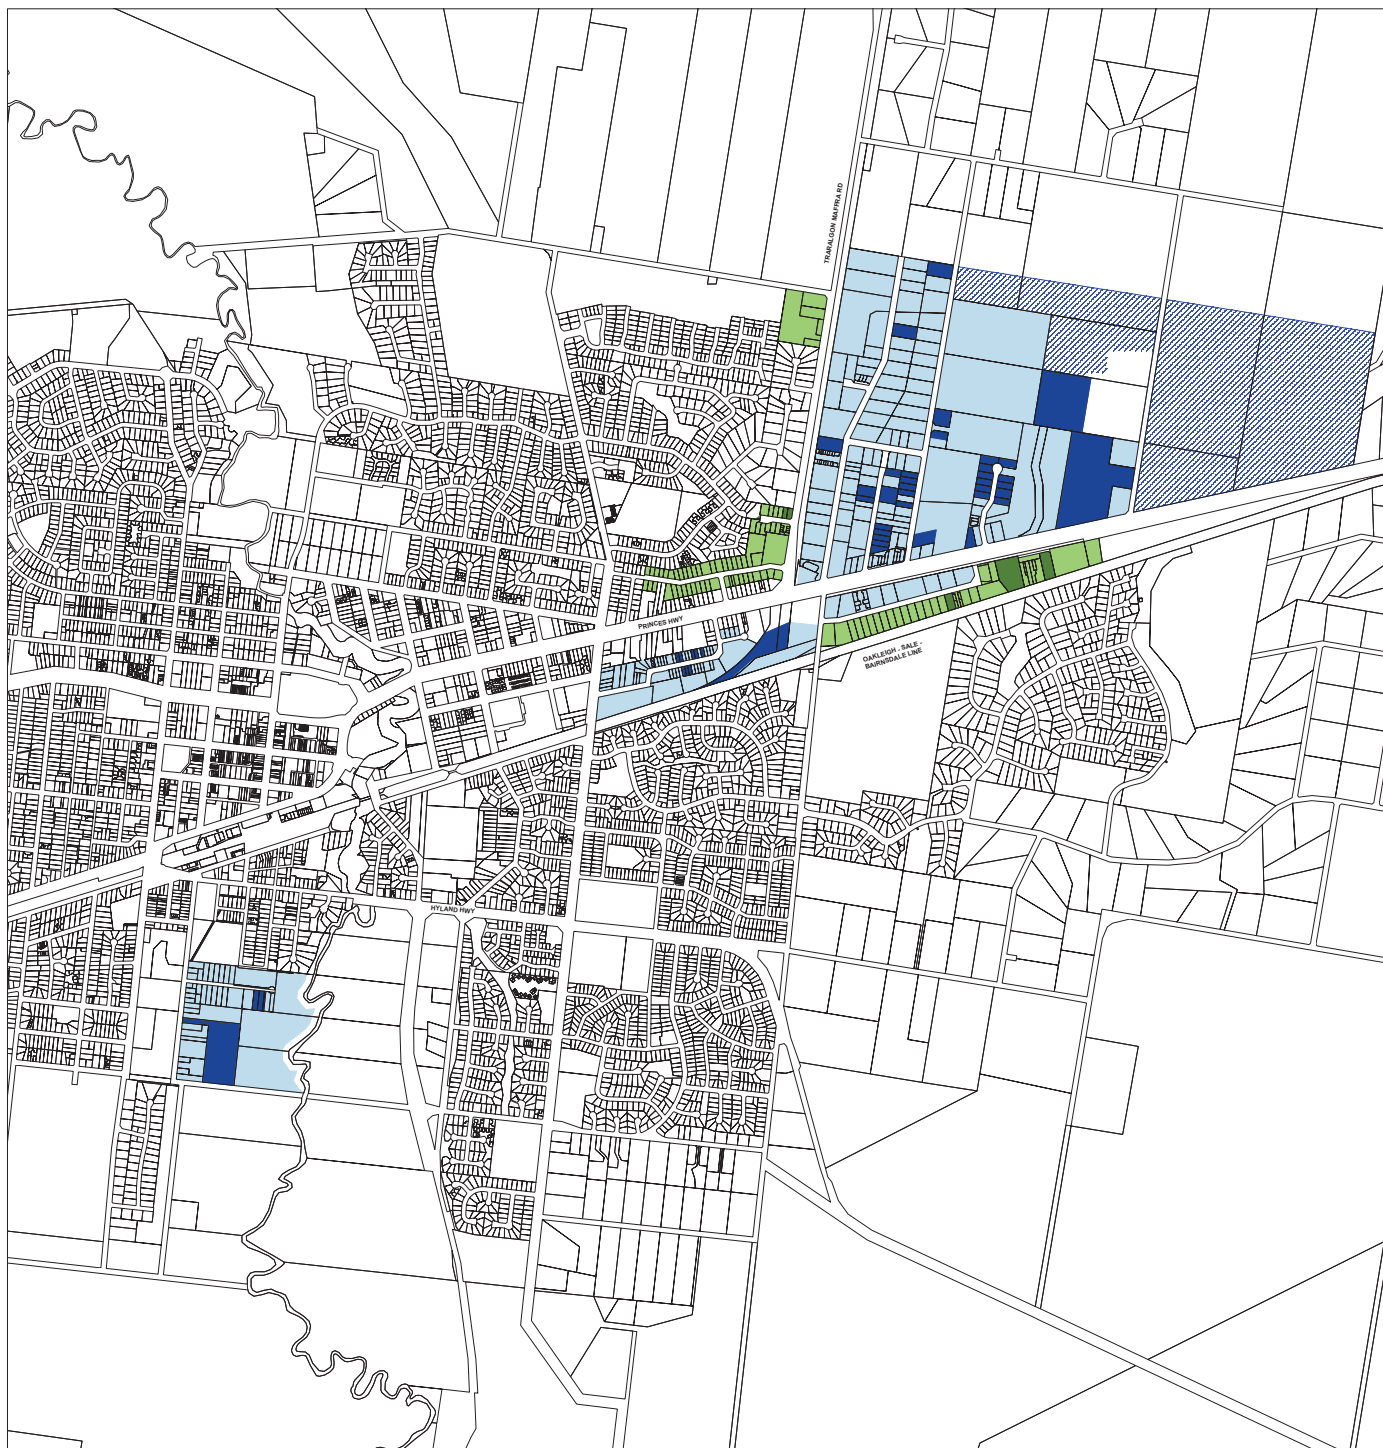 TRARALGON MAFFRA RD
PRINCES HWY
OAKLEIGH - SALE -
BAIRNSDALE LINE
HYLAND HWY